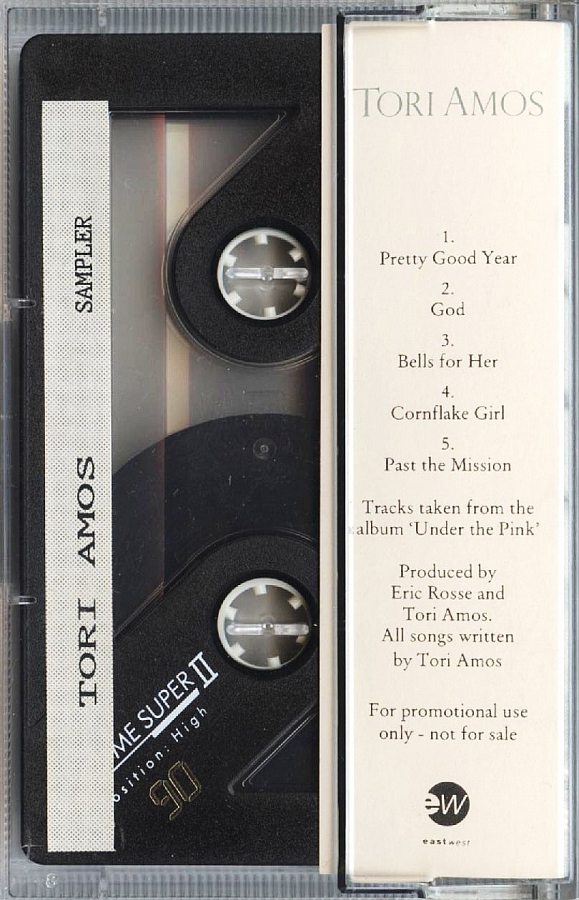 TORI AMOS SAMPLER
ME SUPER II
osition: High
90
TORI AMOS
1.
Pretty Good Year
2.
God
3.
Bells for Her
4.
Cornflake Girl
5.
Past the Mission
Tracks taken from the
album ‘Under the Pink’
Produced by
Eric Rosse and
Tori Amos.
All songs written
by Tori Amos
For promotional use
only - not for sale
ew
eastwest